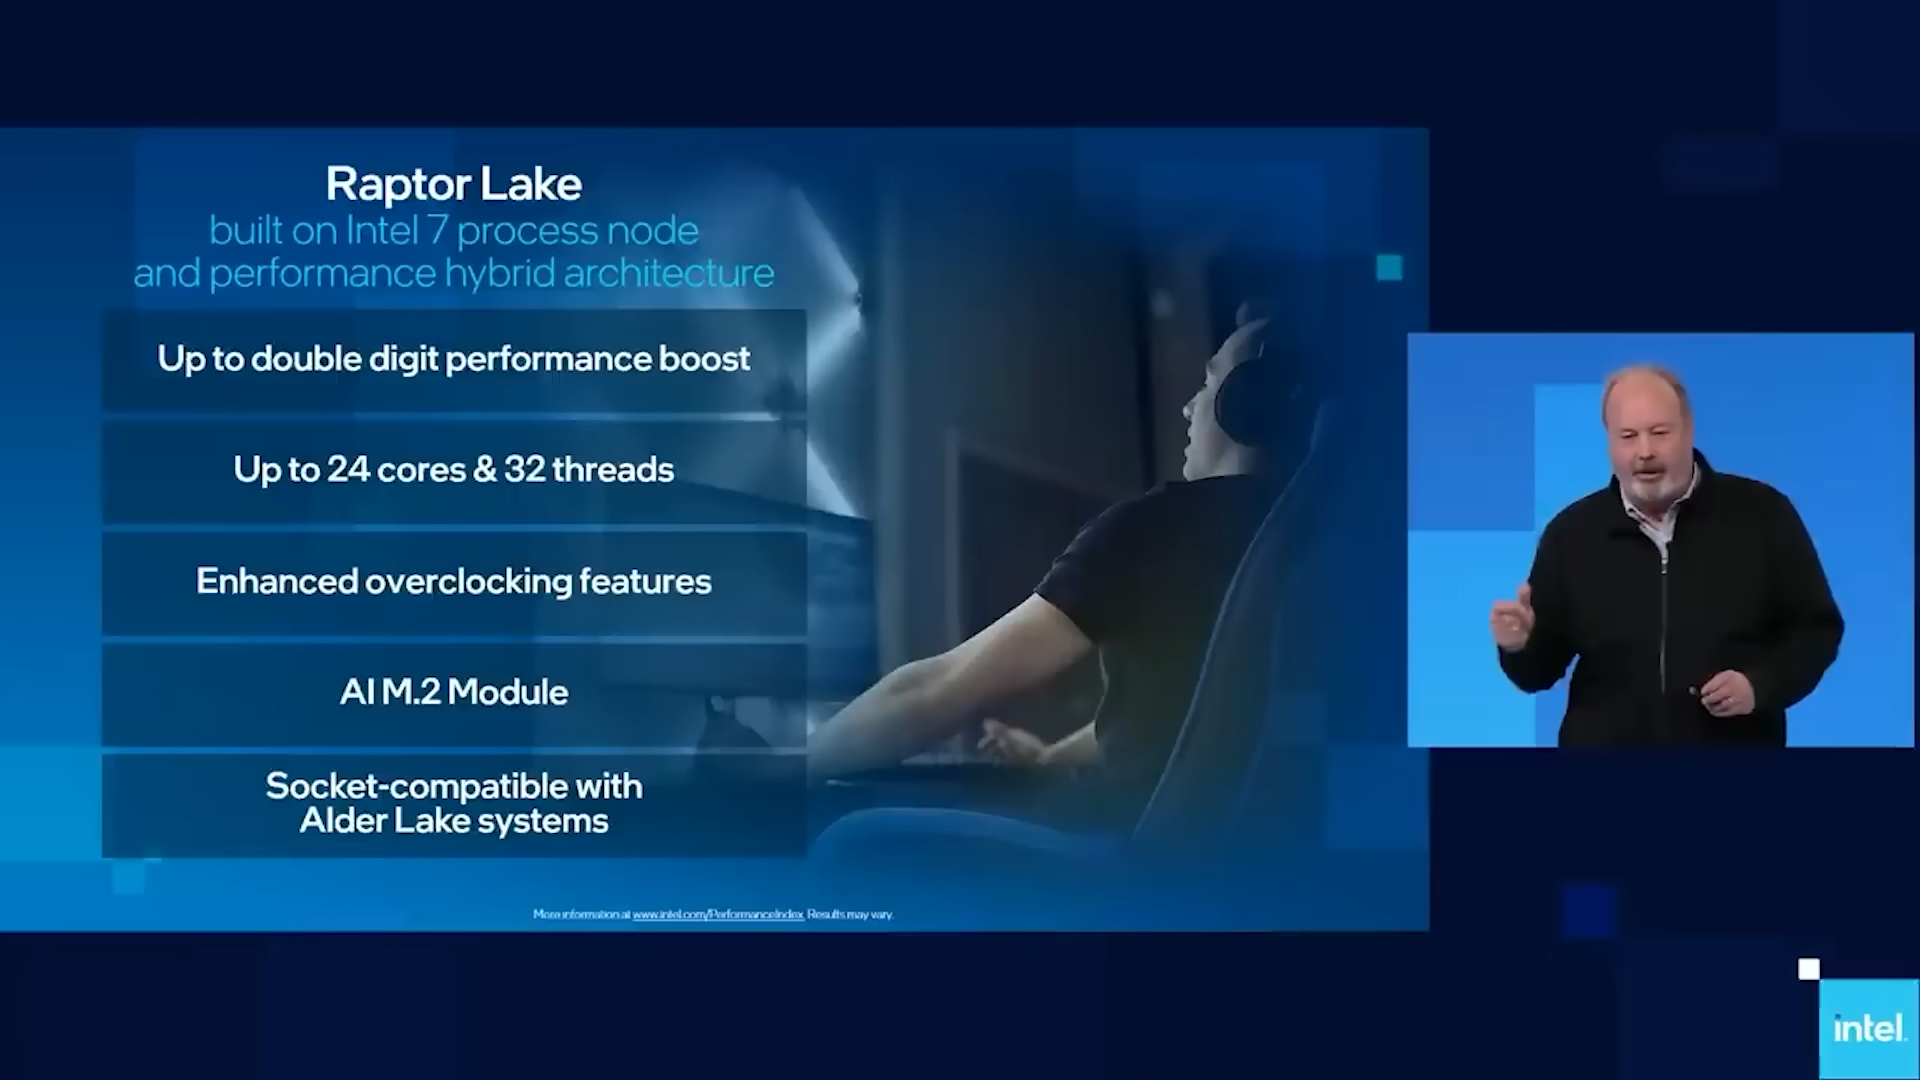 Raptor Lake
built on Intel 7 process node
and performance hybrid architecture
Up to double digit performance boost
Up to 24 cores & 32 threads
Enhanced overclocking features
AI M.2 Module
Socket-compatible with
Alder Lake systems
More information at www.intel.com/PerformanceIndex. Results may vary.
intel.